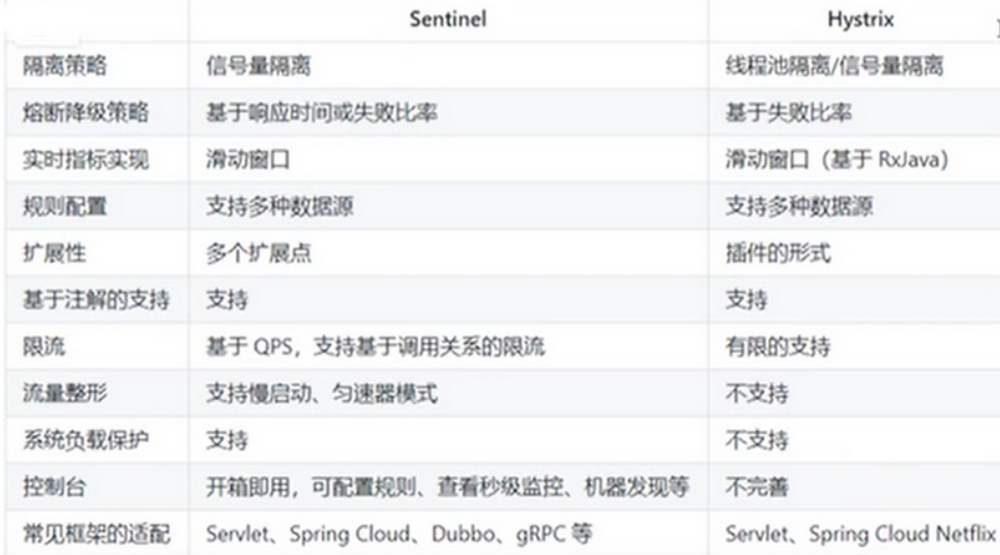 Sentinel Hystrix
隔离策略 信号量隔离 线程池隔离/信号量隔离
熔断降级策略 基于响应时间或失败比率 基于失败比率
实时指标实现 滑动窗口 滑动窗口（基于 RxJava）
规则配置 支持多种数据源 支持多种数据源
扩展性 多个扩展点 插件的形式
基于注解的支持 支持 支持
限流 基于 QPS，支持基于调用关系的限流 有限的支持
流量整形 支持慢启动、匀速器模式 不支持
系统负载保护 支持 不支持
控制台 开箱即用，可配置规则、查看秒级监控、机器发现等 不完善
常见框架的适配 Servlet、Spring Cloud、Dubbo、gRPC 等 Servlet、Spring Cloud Netflix